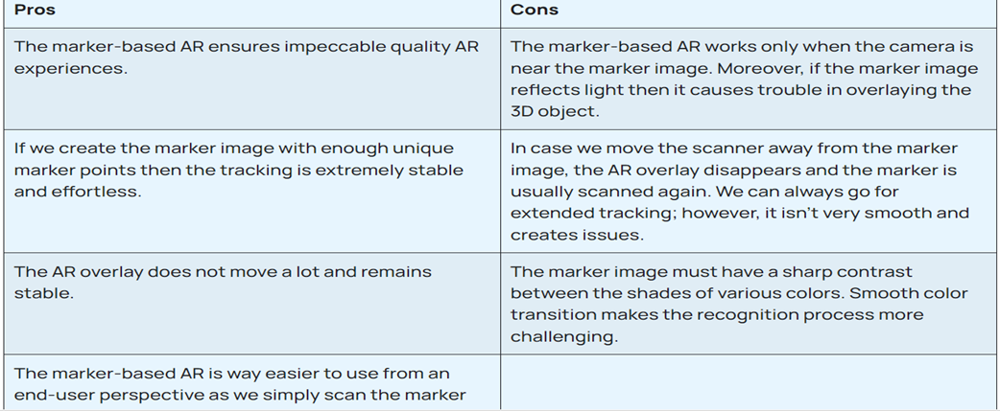 Pros
Cons
The marker-based AR ensures impeccable quality AR
experiences.
The marker-based AR works only when the camera is
near the marker image. Moreover, if the marker image
reflects light then it causes trouble in overlaying the
3D object.
If we create the marker image with enough unique
marker points then the tracking is extremely stable
and effortless.
In case we move the scanner away from the marker
image, the AR overlay disappears and the marker is
usually scanned again. We can always go for
extended tracking; however, it isn’t very smooth and
creates issues.
The AR overlay does not move a lot and remains
stable.
The marker image must have a sharp contrast
between the shades of various colors. Smooth color
transition makes the recognition process more
challenging.
The marker-based AR is way easier to use from an
end-user perspective as we simply scan the marker